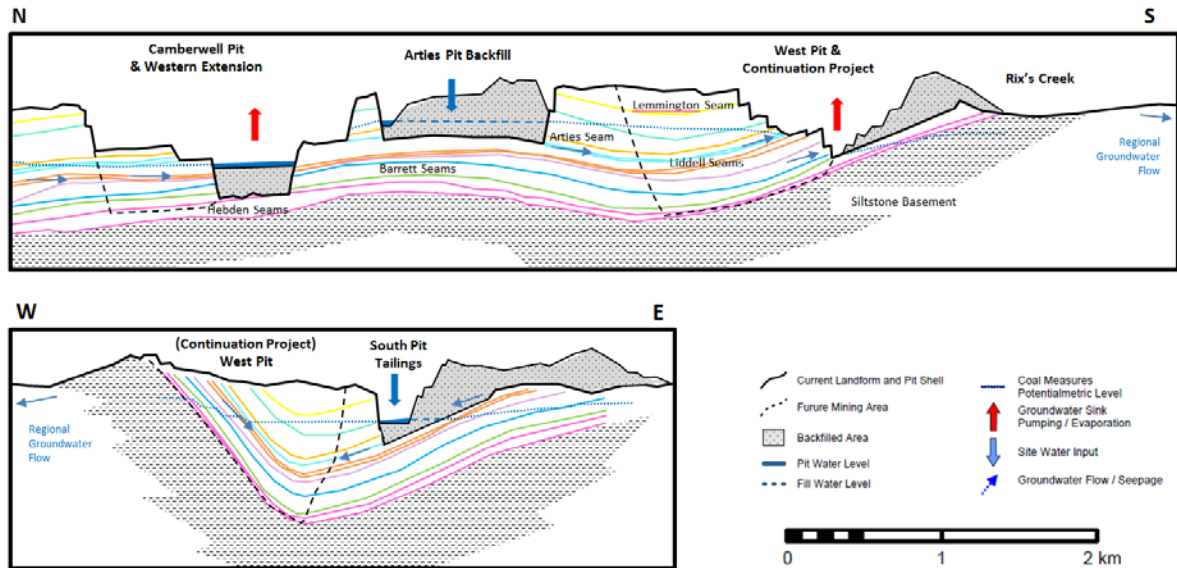 N
S
Camberwell Pit
& Western Extension
Arties Pit Backfill
West Pit &
Continuation Project
Rix's Creek
Lemmington Seam
Arties Seam
Liddell Seams
Barrett Seams
Hebden Seams
Siltstone Basement
Regional
Groundwater
Flow
W
E
(Continuation Project)
West Pit
South Pit
Tailings
Regional
Groundwater
Flow
Current Landform and Pit Shell
Furure Mining Area
Backfilled Area
Pit Water Level
Fill Water Level
Coal Measures
Potentialmetric Level
Groundwater Sink
Pumping / Evaporation
Site Water Input
Groundwater Flow / Seepage
0
1
2 km